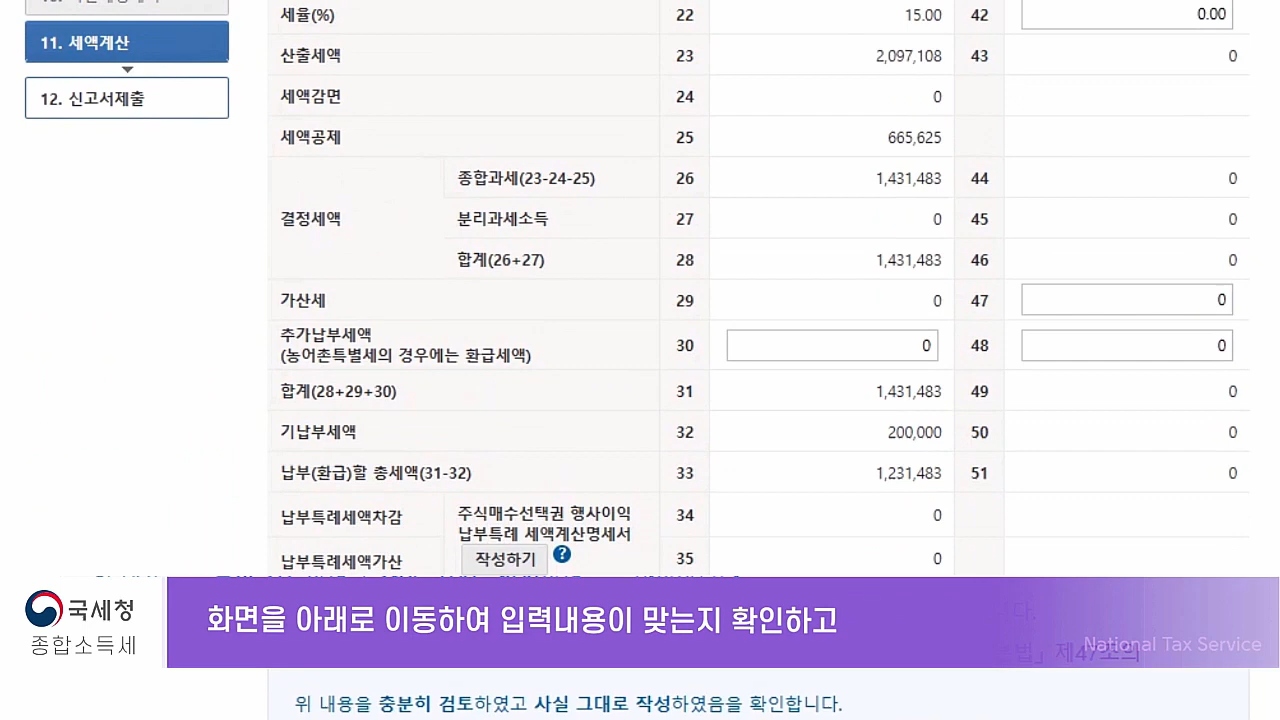 세율(%) 22 15.00 42 0.00
11. 세액계산
산출세액 23 2,097,108 43 0
12. 신고서제출
세액감면 24 0
세액공제 25 665,625
결정세액
종합과세(23-24-25) 26 1,431,483 44 0
분리과세소득 27 0 45 0
합계(26+27) 28 1,431,483 46 0
가산세 29 0 47 0
추가납부세액
(농어촌특별세의 경우에는 환급세액) 30 0 48 0
합계(28+29+30) 31 1,431,483 49 0
기납부세액 32 200,000 50 0
납부(환급)할 총세액(31-32) 33 1,231,483 51 0
납부특례세액차감 34 0
주식매수선택권 행사이익
납부특례 세액계산명세서
작성하기 ?
납부특례세액가산 35 0
국세청
종합소득세
화면을 아래로 이동하여 입력내용이 맞는지 확인하고
다.
법」 제47조의
National Tax Service
위 내용을 충분히 검토하였고 사실 그대로 작성하였음을 확인합니다.